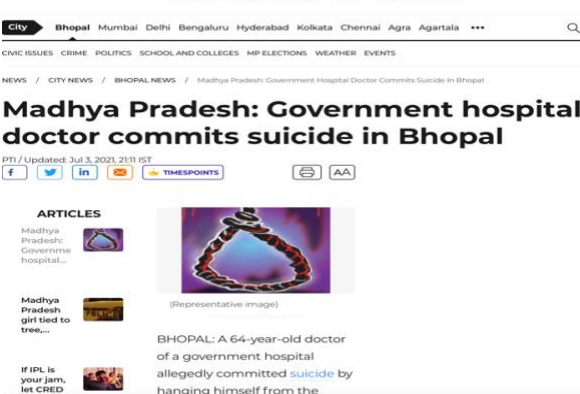 City Bhopal Mumbai Delhi Bengaluru Hyderabad Kolkata Chennai Agra Agartala •••
CIVIC ISSUES CRIME POLITICS SCHOOL AND COLLEGES MP ELECTIONS WEATHER EVENTS
NEWS / CITY NEWS / BHOPAL NEWS / Madhya Pradesh: Government Hospital Doctor Commits Suicide In Bhopal
Madhya Pradesh: Government hospital
doctor commits suicide in Bhopal
PTI / Updated: Jul 3, 2021, 21:11 IST
f in TIMESPOINTS AA
ARTICLES
Madhya
Pradesh:
Governme
hospital...
Madhya
Pradesh
girl tied to
tree,...
If IPL is
your jam,
let CRED
(Representative image)
BHOPAL: A 64-year-old doctor
of a government hospital
allegedly committed suicide by
hanging himself from the